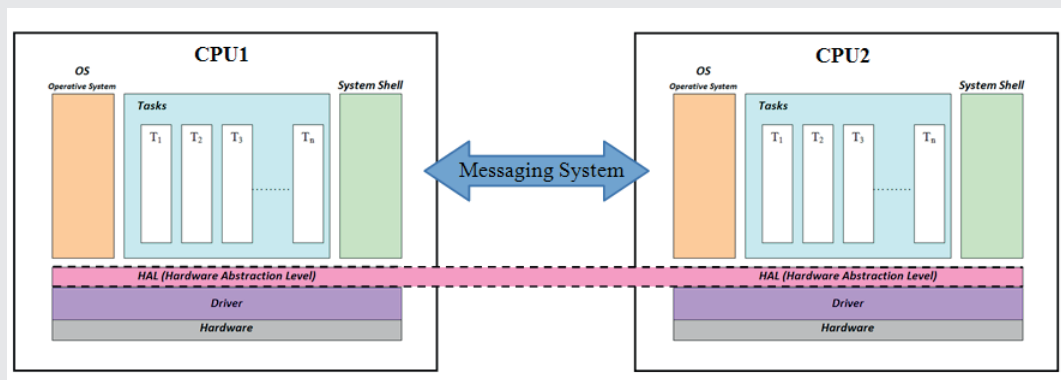 CPU1
OS
Operative System
System Shell
Tasks
T1 T2 T3 ........ Tn
HAL (Hardware Abstraction Level)
Driver
Hardware
Messaging System
CPU2
OS
Operative System
System Shell
Tasks
T1 T2 T3 ........ Tn
HAL (Hardware Abstraction Level)
Driver
Hardware